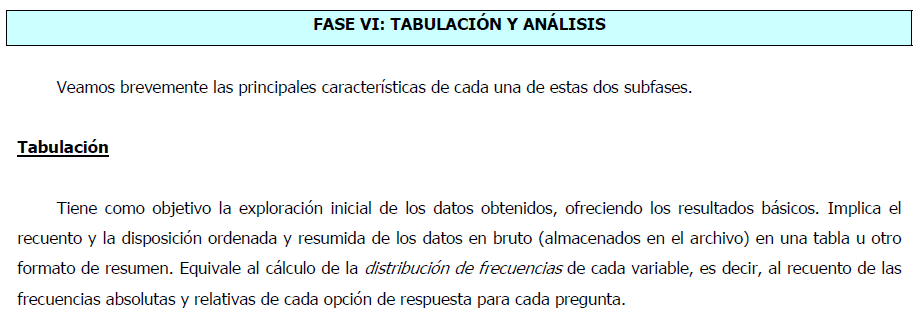 FASE VI: TABULACIÓN Y ANÁLISIS
Veamos brevemente las principales características de cada una de estas dos subfases.
Tabulación
Tiene como objetivo la exploración inicial de los datos obtenidos, ofreciendo los resultados básicos. Implica el
recuento y la disposición ordenada y resumida de los datos en bruto (almacenados en el archivo) en una tabla u otro
formato de resumen. Equivale al cálculo de la distribución de frecuencias de cada variable, es decir, al recuento de las
frecuencias absolutas y relativas de cada opción de respuesta para cada pregunta.